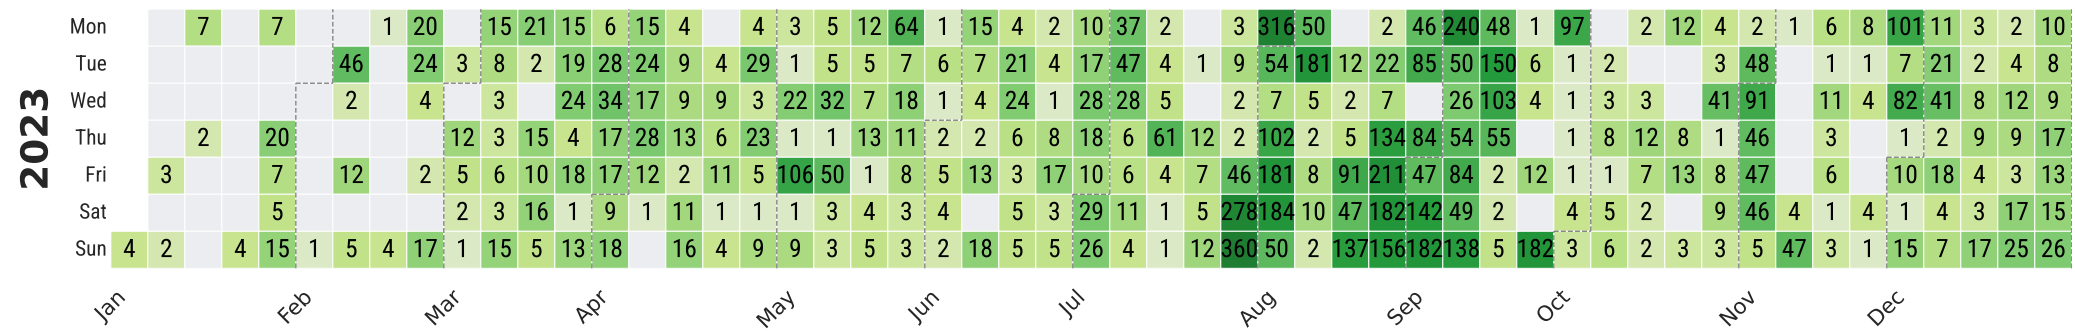 2023
Mon 7 7 1 20 15 21 15 6 15 4 4 3 5 12 64 1 15 4 2 10 37 2 3 316 50 2 46 240 48 1 97 2 12 4 2 1 6 8 101 11 3 2 10
Tue 46 24 3 8 2 19 28 24 9 4 29 1 5 5 7 6 7 21 4 17 47 4 1 9 54 181 12 22 85 50 150 6 1 2 3 48 1 1 7 21 2 4 8
Wed 2 4 3 24 34 17 9 9 3 22 32 7 18 1 4 24 1 28 28 5 2 7 5 2 7 26 103 4 1 3 3 41 91 11 4 82 41 8 12 9
Thu 2 20 12 3 15 4 17 28 13 6 23 1 1 13 11 2 2 6 8 18 6 61 12 2 102 2 5 134 84 54 55 1 8 12 8 1 46 3 1 2 9 9 17
Fri 3 7 12 2 5 6 10 18 17 12 2 11 5 106 50 1 8 5 13 3 17 10 6 4 7 46 181 8 91 211 47 84 2 12 1 1 7 13 8 47 6 10 18 4 3 13
Sat 5 2 3 16 1 9 1 11 1 1 1 3 4 3 4 5 3 29 11 1 5 278 184 10 47 182 142 49 2 4 5 2 9 46 4 1 4 1 4 3 17 15
Sun 4 2 4 15 1 5 4 17 1 15 5 13 18 16 4 9 9 3 5 3 2 18 5 5 26 4 1 12 360 50 2 137 156 182 138 5 182 3 6 2 3 3 5 47 3 1 15 7 17 25 26
Jan Feb Mar Apr May Jun Jul Aug Sep Oct Nov Dec